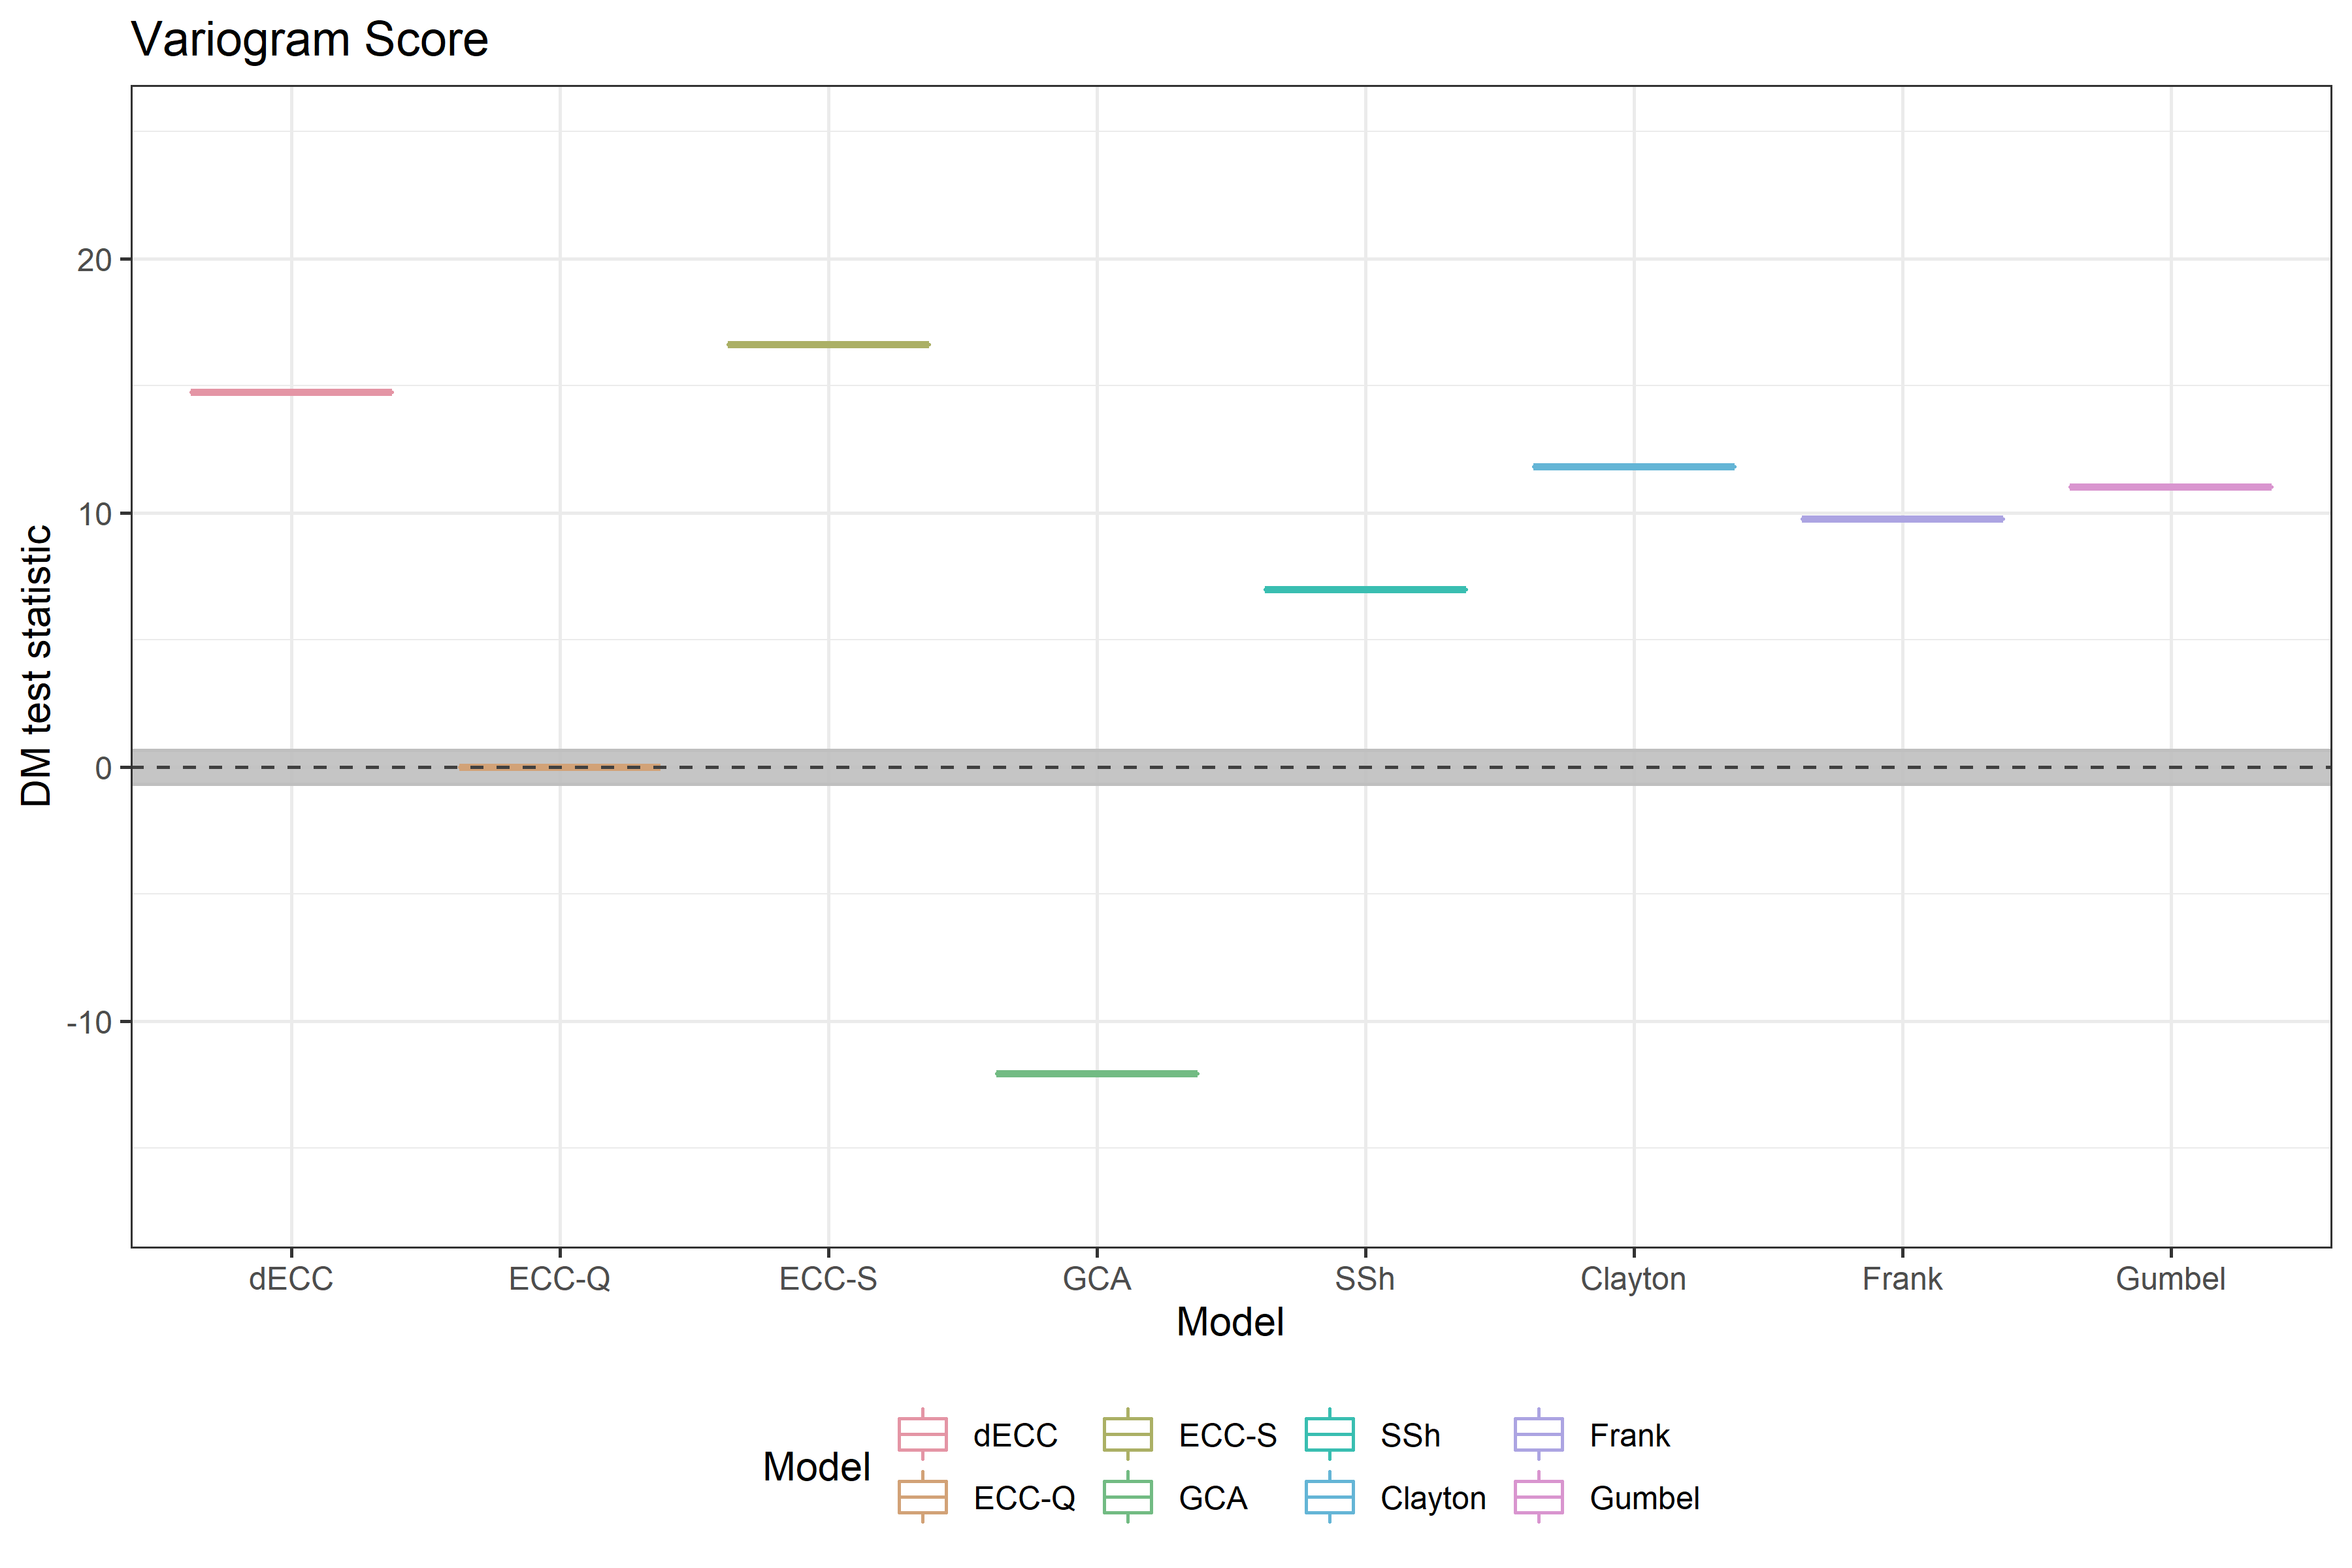 Variogram Score
DM test statistic
20
10
0
-10
dECC ECC-Q ECC-S GCA SSh Clayton Frank Gumbel
Model
Model
dECC ECC-S SSh Frank
ECC-Q GCA Clayton Gumbel